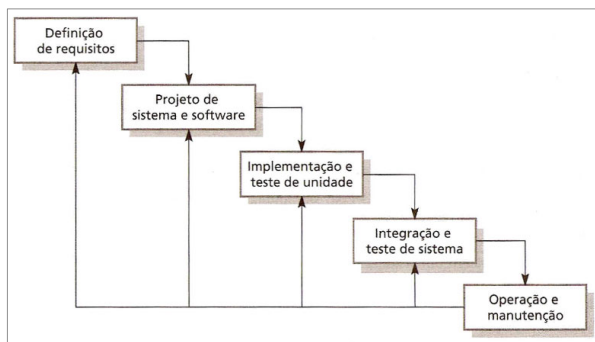 Definição
de requisitos
Projeto de
sistema e software
Implementação e
teste de unidade
Integração e
teste de sistema
Operação e
manutenção